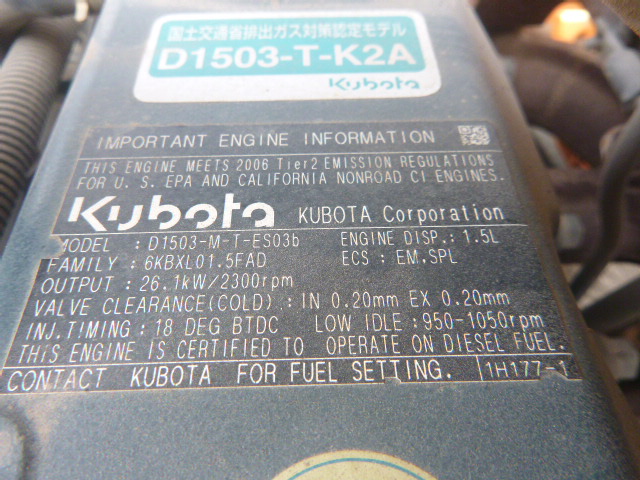 国土交通省排出ガス対策認定モデル
D1503-T-K2A
Kubota
IMPORTANT ENGINE INFORMATION
THIS ENGINE MEETS 2006 Tier2 EMISSION REGULATIONS
FOR U. S. EPA AND CALIFORNIA NONROAD CI ENGINES.
Kubota KUBOTA Corporation
MODEL : D1503-M-T-ES03b ENGINE DISP.: 1.5L
FAMILY : 6KBXL01.5FAD ECS : EM.SPL
OUTPUT : 26.1kW/2300rpm
VALVE CLEARANCE(COLD) : IN 0.20mm EX 0.20mm
INJ.TIMING : 18 DEG BTDC LOW IDLE: 950-1050rpm
THIS ENGINE IS CERTIFIED TO OPERATE ON DIESEL FUEL.
CONTACT KUBOTA FOR FUEL SETTING. 1H177-1